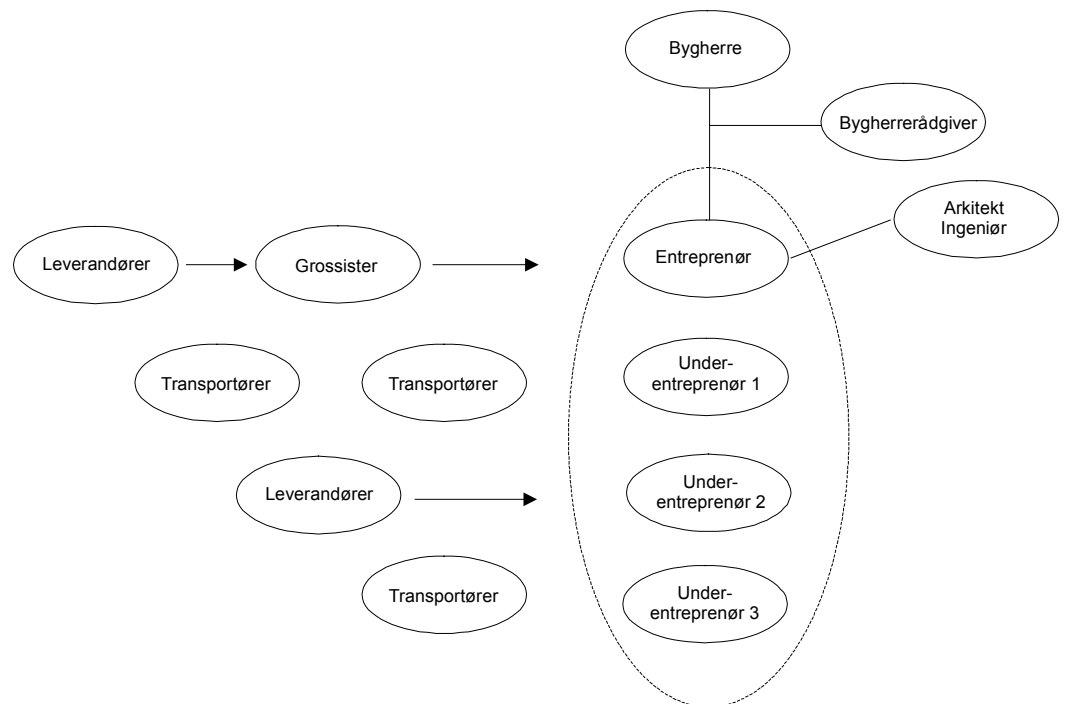 Bygherre
Bygherrerådgiver
Arkitekt
Ingeniør
Leverandører
Grossister
Entreprenør
Transportører
Transportører
Under-
entreprenør 1
Leverandører
Under-
entreprenør 2
Transportører
Under-
entreprenør 3